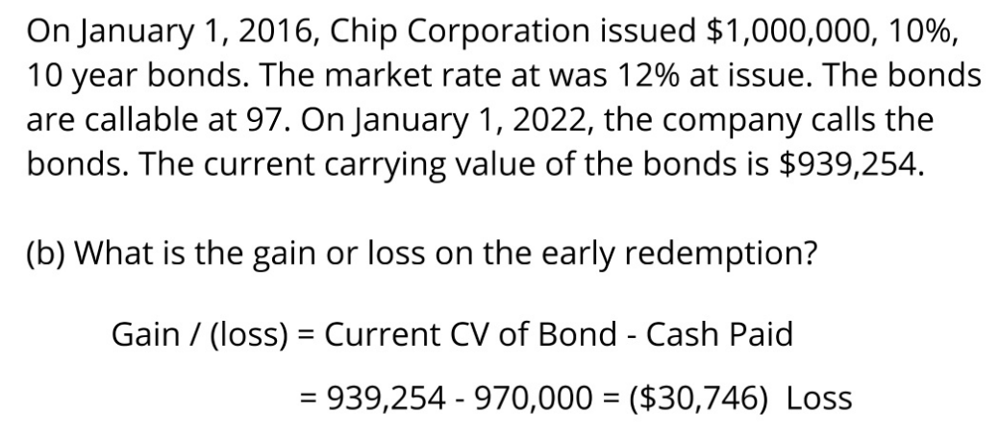 On January 1, 2016, Chip Corporation issued $1,000,000, 10%,
10 year bonds. The market rate at was 12% at issue. The bonds
are callable at 97. On January 1, 2022, the company calls the
bonds. The current carrying value of the bonds is $939,254.
(b) What is the gain or loss on the early redemption?
Gain / (loss) = Current CV of Bond - Cash Paid
= 939,254 - 970,000 = ($30,746) Loss